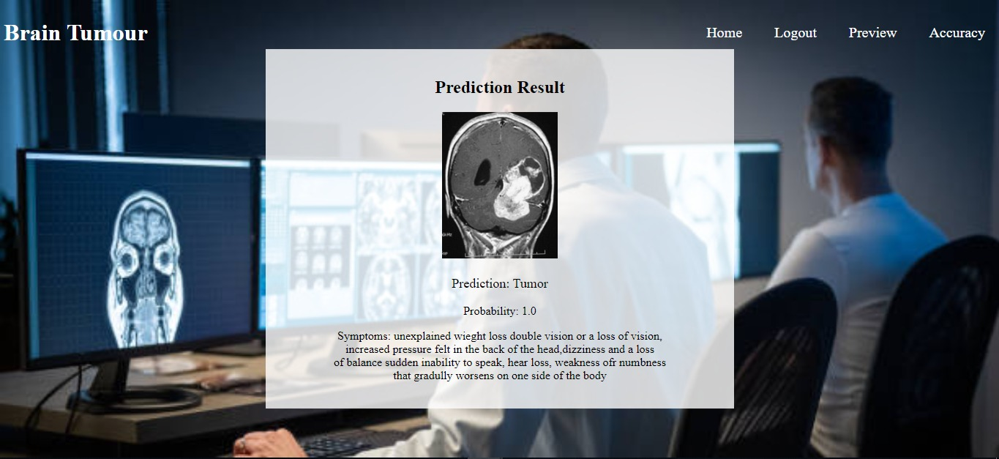 Brain Tumour
Home Logout Preview Accuracy
Prediction Result
Prediction: Tumor
Probability: 1.0
Symptoms: unexplained wieght loss double vision or a loss of vision,
increased pressure felt in the back of the head,dizziness and a loss
of balance sudden inability to speak, hear loss, weakness ofr numbness
that gradully worsens on one side of the body